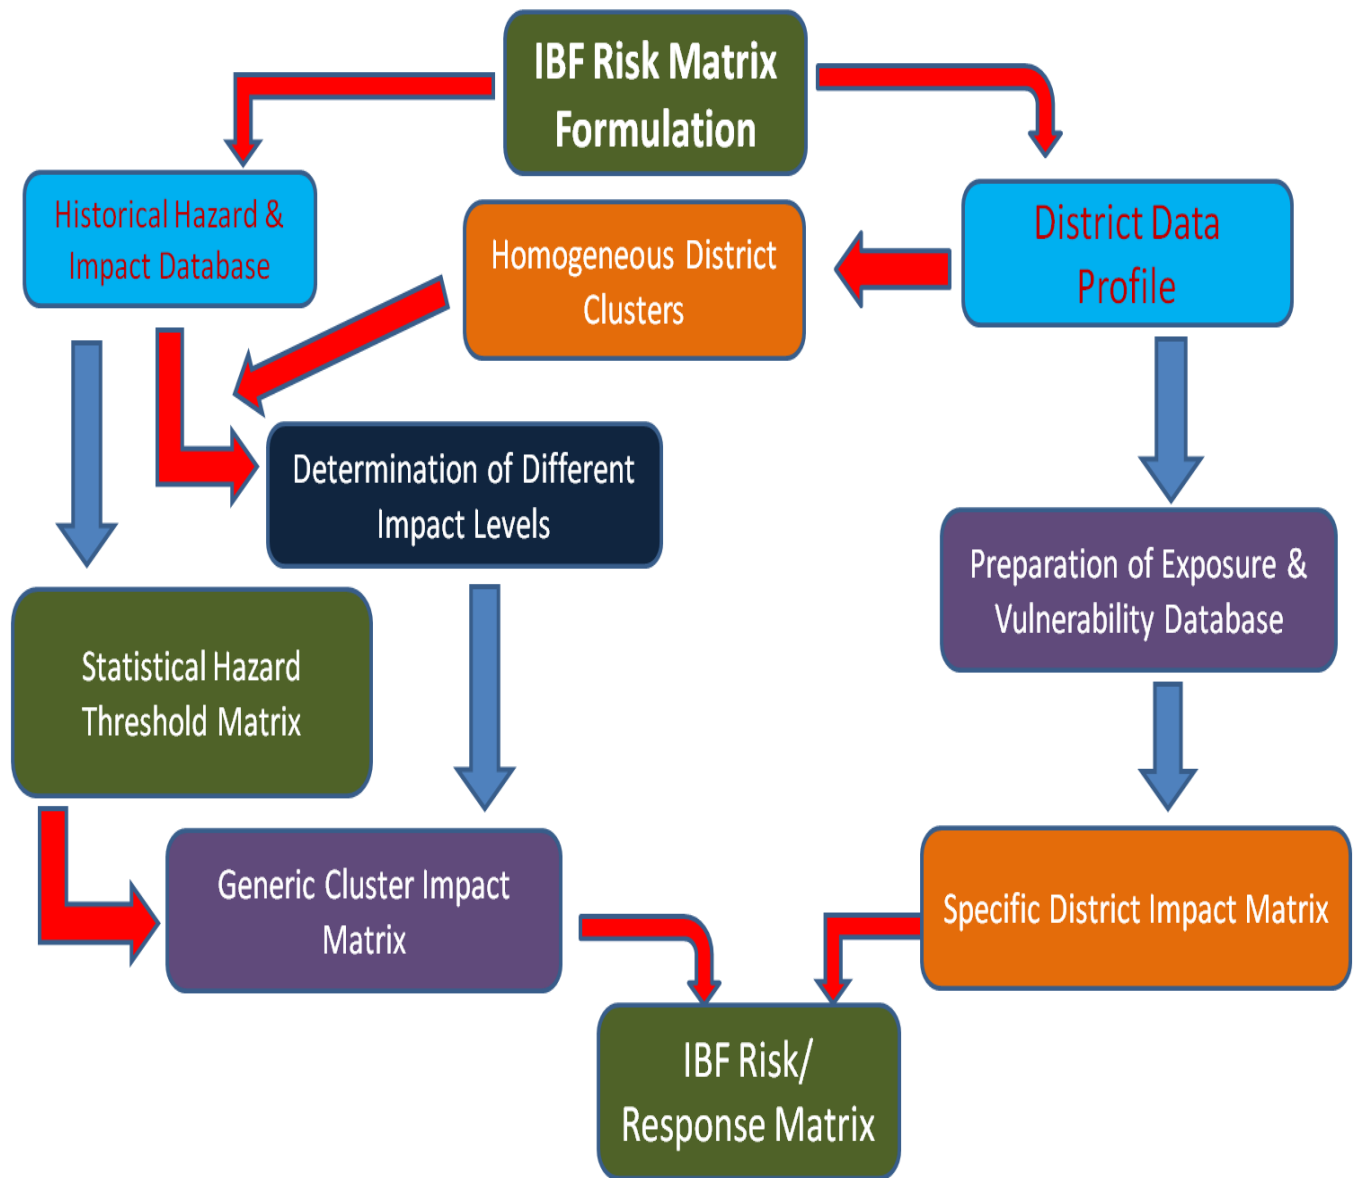 IBF Risk Matrix
Formulation
Historical Hazard &
Impact Database
Homogeneous District
Clusters
District Data
Profile
Determination of Different
Impact Levels
Preparation of Exposure &
Vulnerability Database
Statistical Hazard
Threshold Matrix
Generic Cluster Impact
Matrix
Specific District Impact Matrix
IBF Risk/
Response Matrix